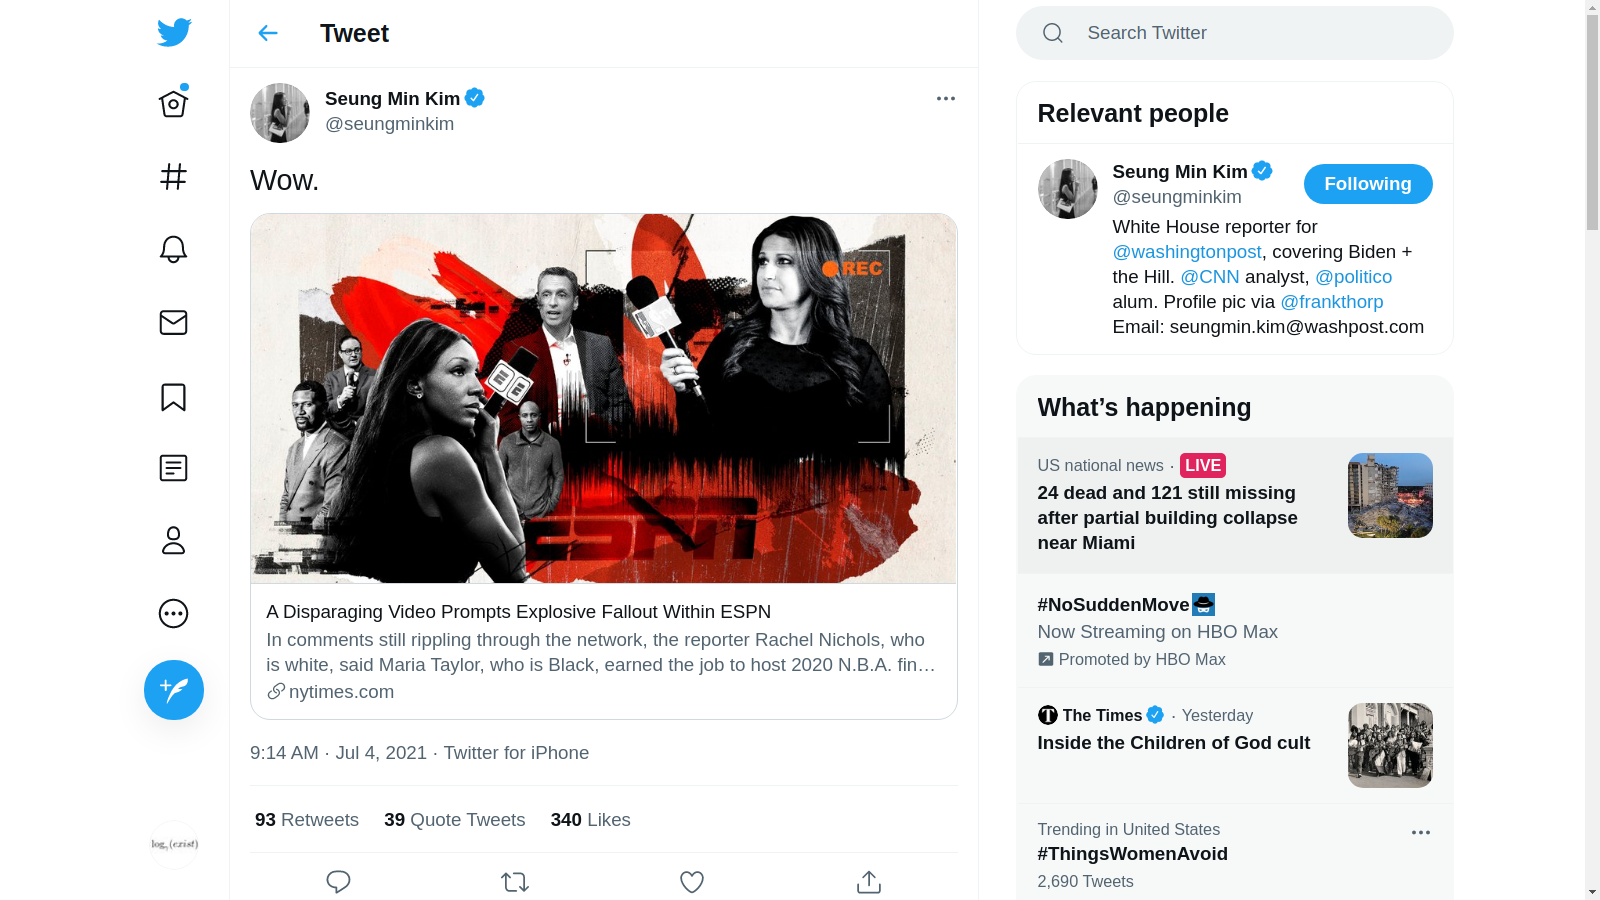 Tweet
Seung Min Kim
@seungminkim
Wow.
REC
A Disparaging Video Prompts Explosive Fallout Within ESPN
In comments still rippling through the network, the reporter Rachel Nichols, who
is white, said Maria Taylor, who is Black, earned the job to host 2020 N.B.A. fin…
nytimes.com
9:14 AM · Jul 4, 2021 · Twitter for iPhone
93 Retweets 39 Quote Tweets 340 Likes
Search Twitter
Relevant people
Seung Min Kim
@seungminkim
Following
White House reporter for
@washingtonpost, covering Biden +
the Hill. @CNN analyst, @politico
alum. Profile pic via @frankthorp
Email: seungmin.kim@washpost.com
What’s happening
US national news · LIVE
24 dead and 121 still missing
after partial building collapse
near Miami
#NoSuddenMove
Now Streaming on HBO Max
Promoted by HBO Max
The Times · Yesterday
Inside the Children of God cult
Trending in United States
#ThingsWomenAvoid
2,690 Tweets